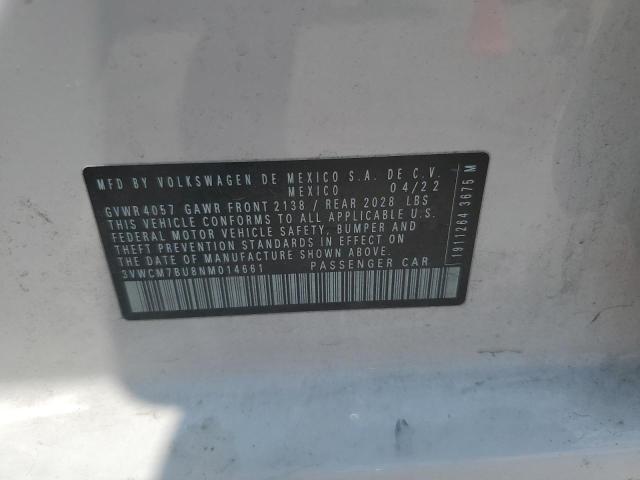 MFD BY VOLKSWAGEN DE MEXICO S.A. DE C.V.
MEXICO 04/22
GVWR 4057 GAWR FRONT 2138 / REAR 2028 LBS
THIS VEHICLE CONFORMS TO ALL APPLICABLE U.S.
FEDERAL MOTOR VEHICLE SAFETY, BUMPER AND
THEFT PREVENTION STANDARDS IN EFFECT ON
THE DATE OF MANUFACTURE SHOWN ABOVE
3VWCM7BU8NM014661 PASSENGER CAR
1911264 3675 M